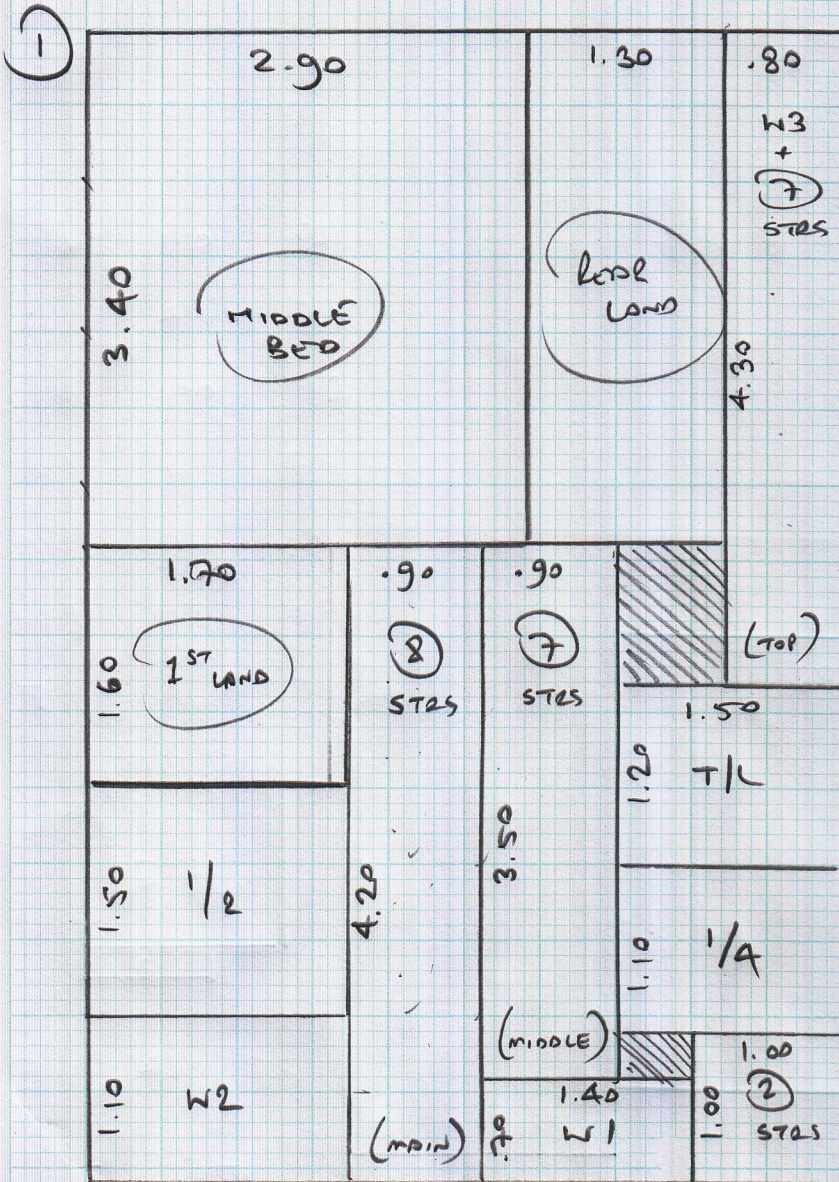 1
2.90
1.30
.80
W3
+
7
STRS
3.40
MIDDLE
BED
REAR
LAND
4.30
1.70
.90
.90
1.60
1ST LAND
8
STRS
7
STRS
(TOP)
1.50
1.20
T/L
1.50
1/2
4.20
3.50
1.10
1/4
(MIDDLE)
1.10
W2
(MAIN)
.70
1.40
W1
1.00
1.00
2
STRS